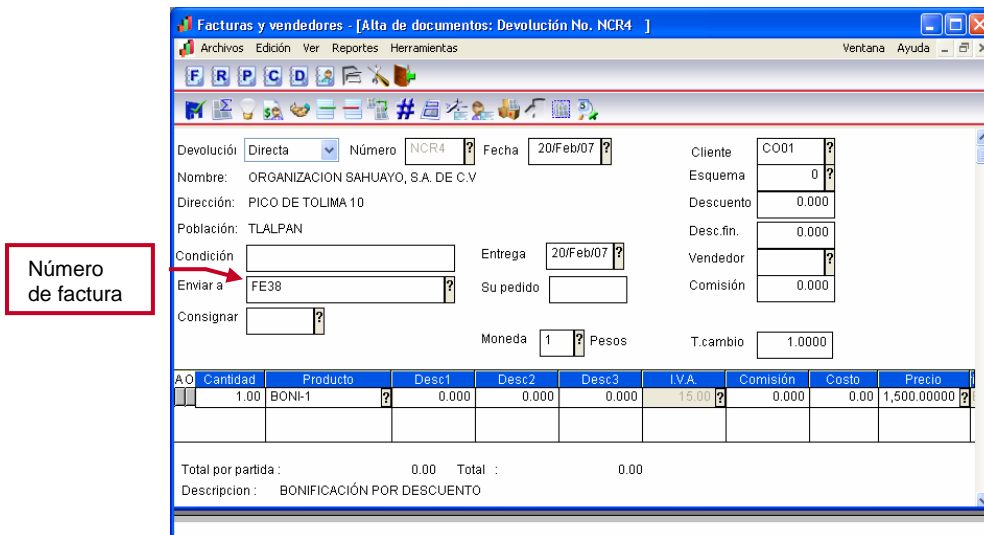 Facturas y vendedores - [Alta de documentos: Devolución No. NCR4 ]
Archivos Edición Ver Reportes Herramientas Ventana Ayuda
F R P C D
Devolución Directa Número NCR4 ? Fecha 20/Feb/07 ? Cliente CO01 ?
Nombre: ORGANIZACION SAHUAYO, S.A. DE C.V Esquema 0 ?
Dirección: PICO DE TOLIMA 10 Descuento 0.000
Población: TLALPAN Desc.fin. 0.000
Condición Entrega 20/Feb/07 ? Vendedor ?
Número
de factura
Enviar a FE38 ? Su pedido Comisión 0.000
Consignar ?
Moneda 1 ? Pesos T.cambio 1.0000
A O Cantidad Producto Desc1 Desc2 Desc3 I.V.A. Comisión Costo Precio
1.00 BONI-1 ? 0.000 0.000 0.000 15.00 ? 0.000 0.00 1,500.00000 ?
Total por partida : 0.00 Total : 0.00
Descripcion : BONIFICACIÓN POR DESCUENTO